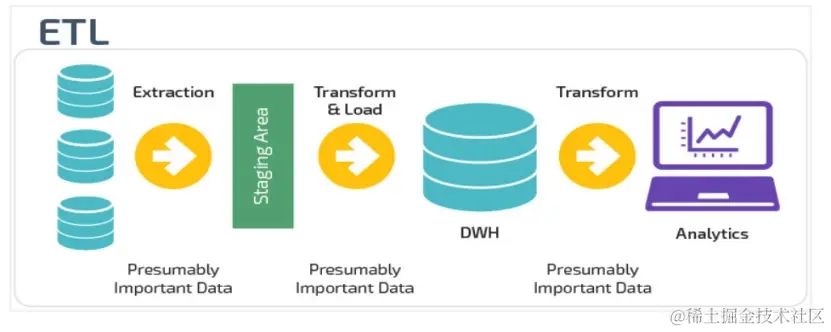 ETL
Extraction
Staging Area
Transform
& Load
DWH
Transform
Analytics
Presumably
Important Data
Presumably
Important Data
Presumably
Important Data
@稀土掘金技术社区